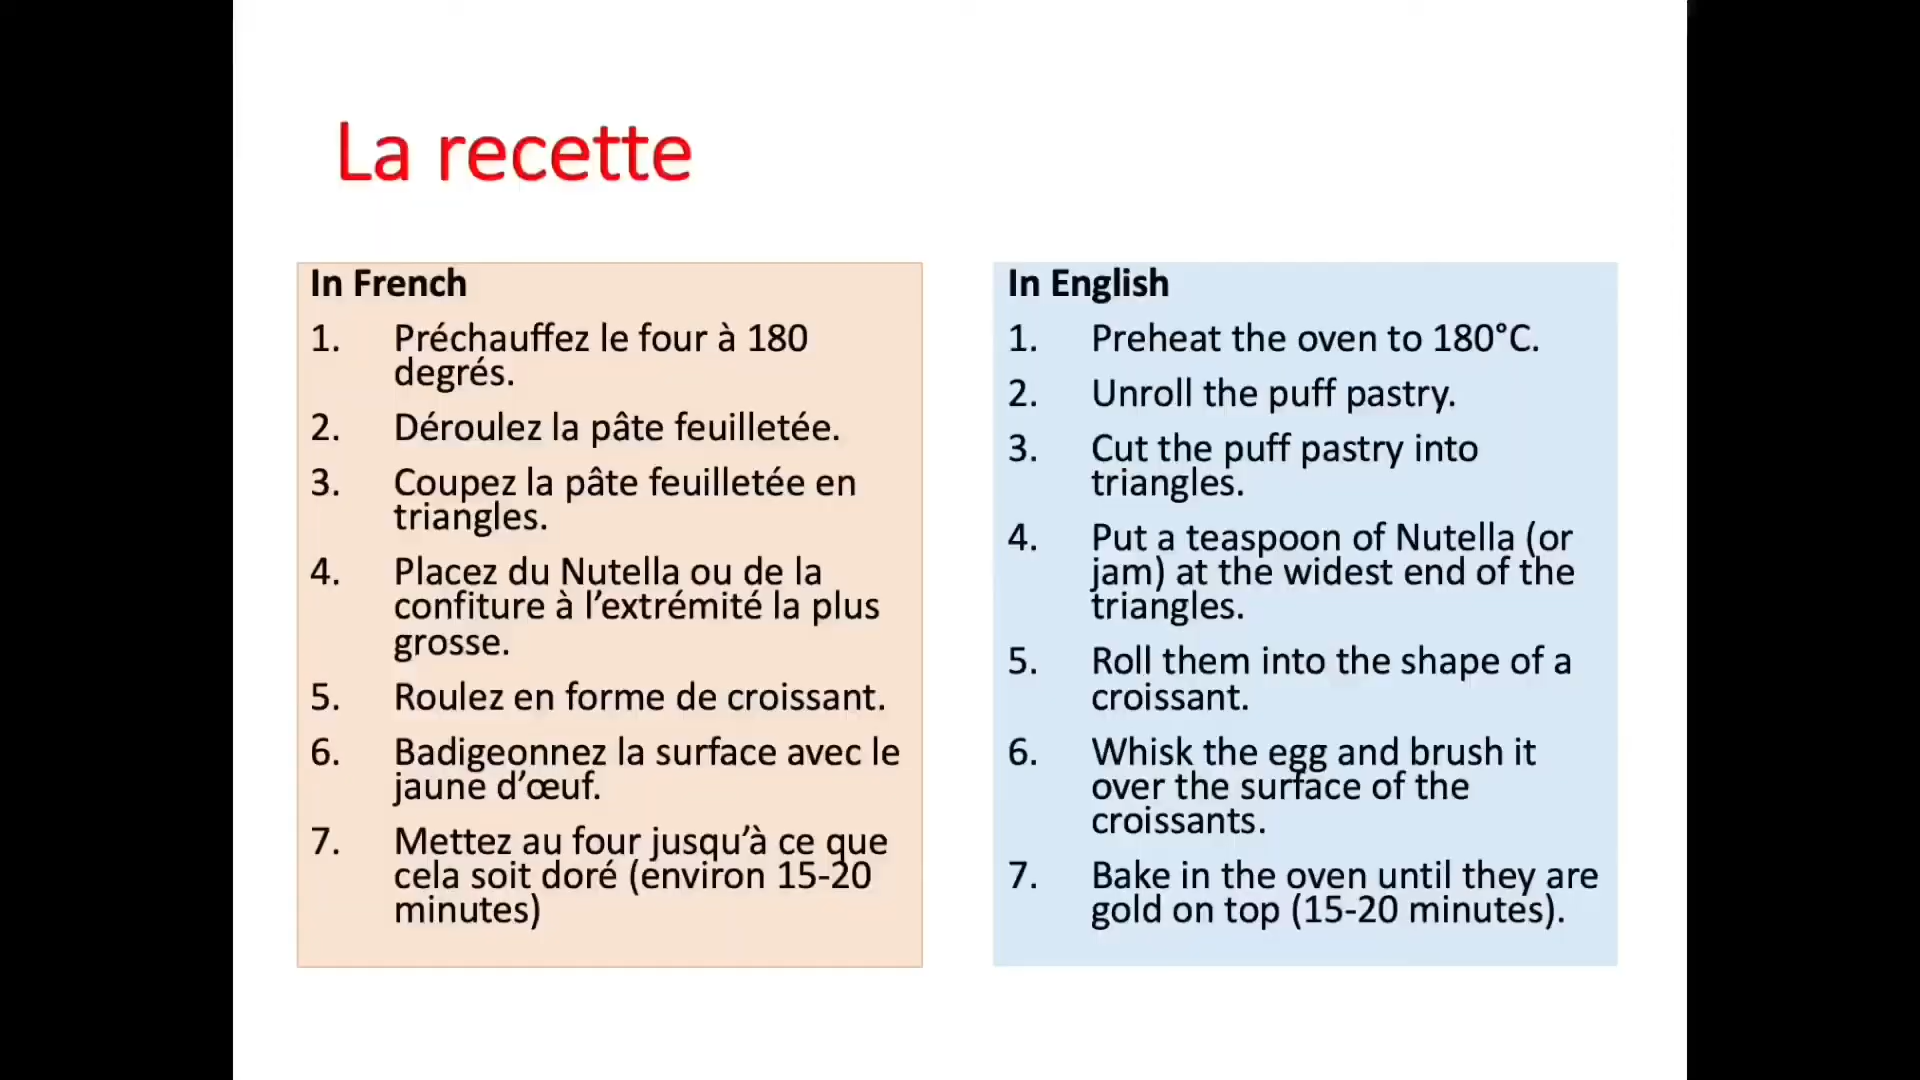 La recette
In French
1. Préchauffez le four à 180
degrés.
2. Déroulez la pâte feuilletée.
3. Coupez la pâte feuilletée en
triangles.
4. Placez du Nutella ou de la
confiture à l’extrémité la plus
grosse.
5. Roulez en forme de croissant.
6. Badigeonnez la surface avec le
jaune d’œuf.
7. Mettez au four jusqu’à ce que
cela soit doré (environ 15-20
minutes)
In English
1. Preheat the oven to 180°C.
2. Unroll the puff pastry.
3. Cut the puff pastry into
triangles.
4. Put a teaspoon of Nutella (or
jam) at the widest end of the
triangles.
5. Roll them into the shape of a
croissant.
6. Whisk the egg and brush it
over the surface of the
croissants.
7. Bake in the oven until they are
gold on top (15-20 minutes).